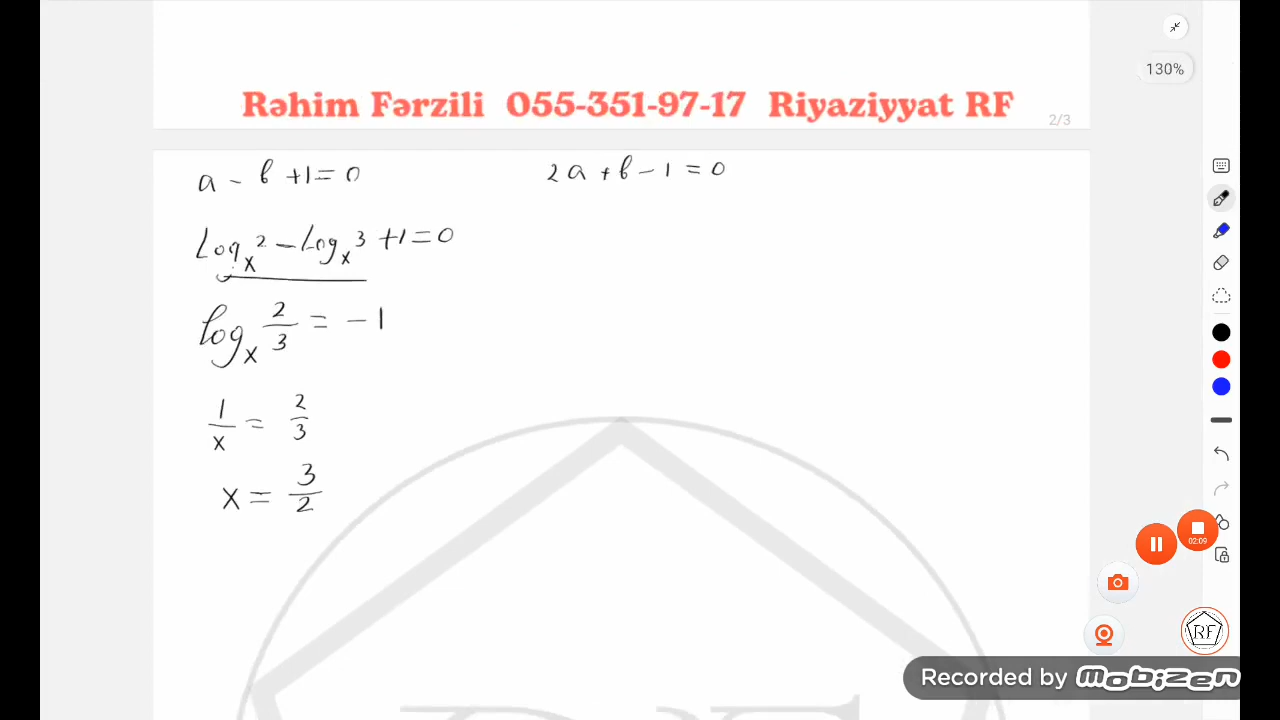 130%
Rəhim Fərzili 055-351-97-17 Riyaziyyat RF
2/3
a - b + 1 = 0
2a + b - 1 = 0
Log_x 2 - Log_x 3 + 1 = 0
log_x 2/3 = -1
1/x = 2/3
x = 3/2
02:09
RF
Recorded by Mobizen